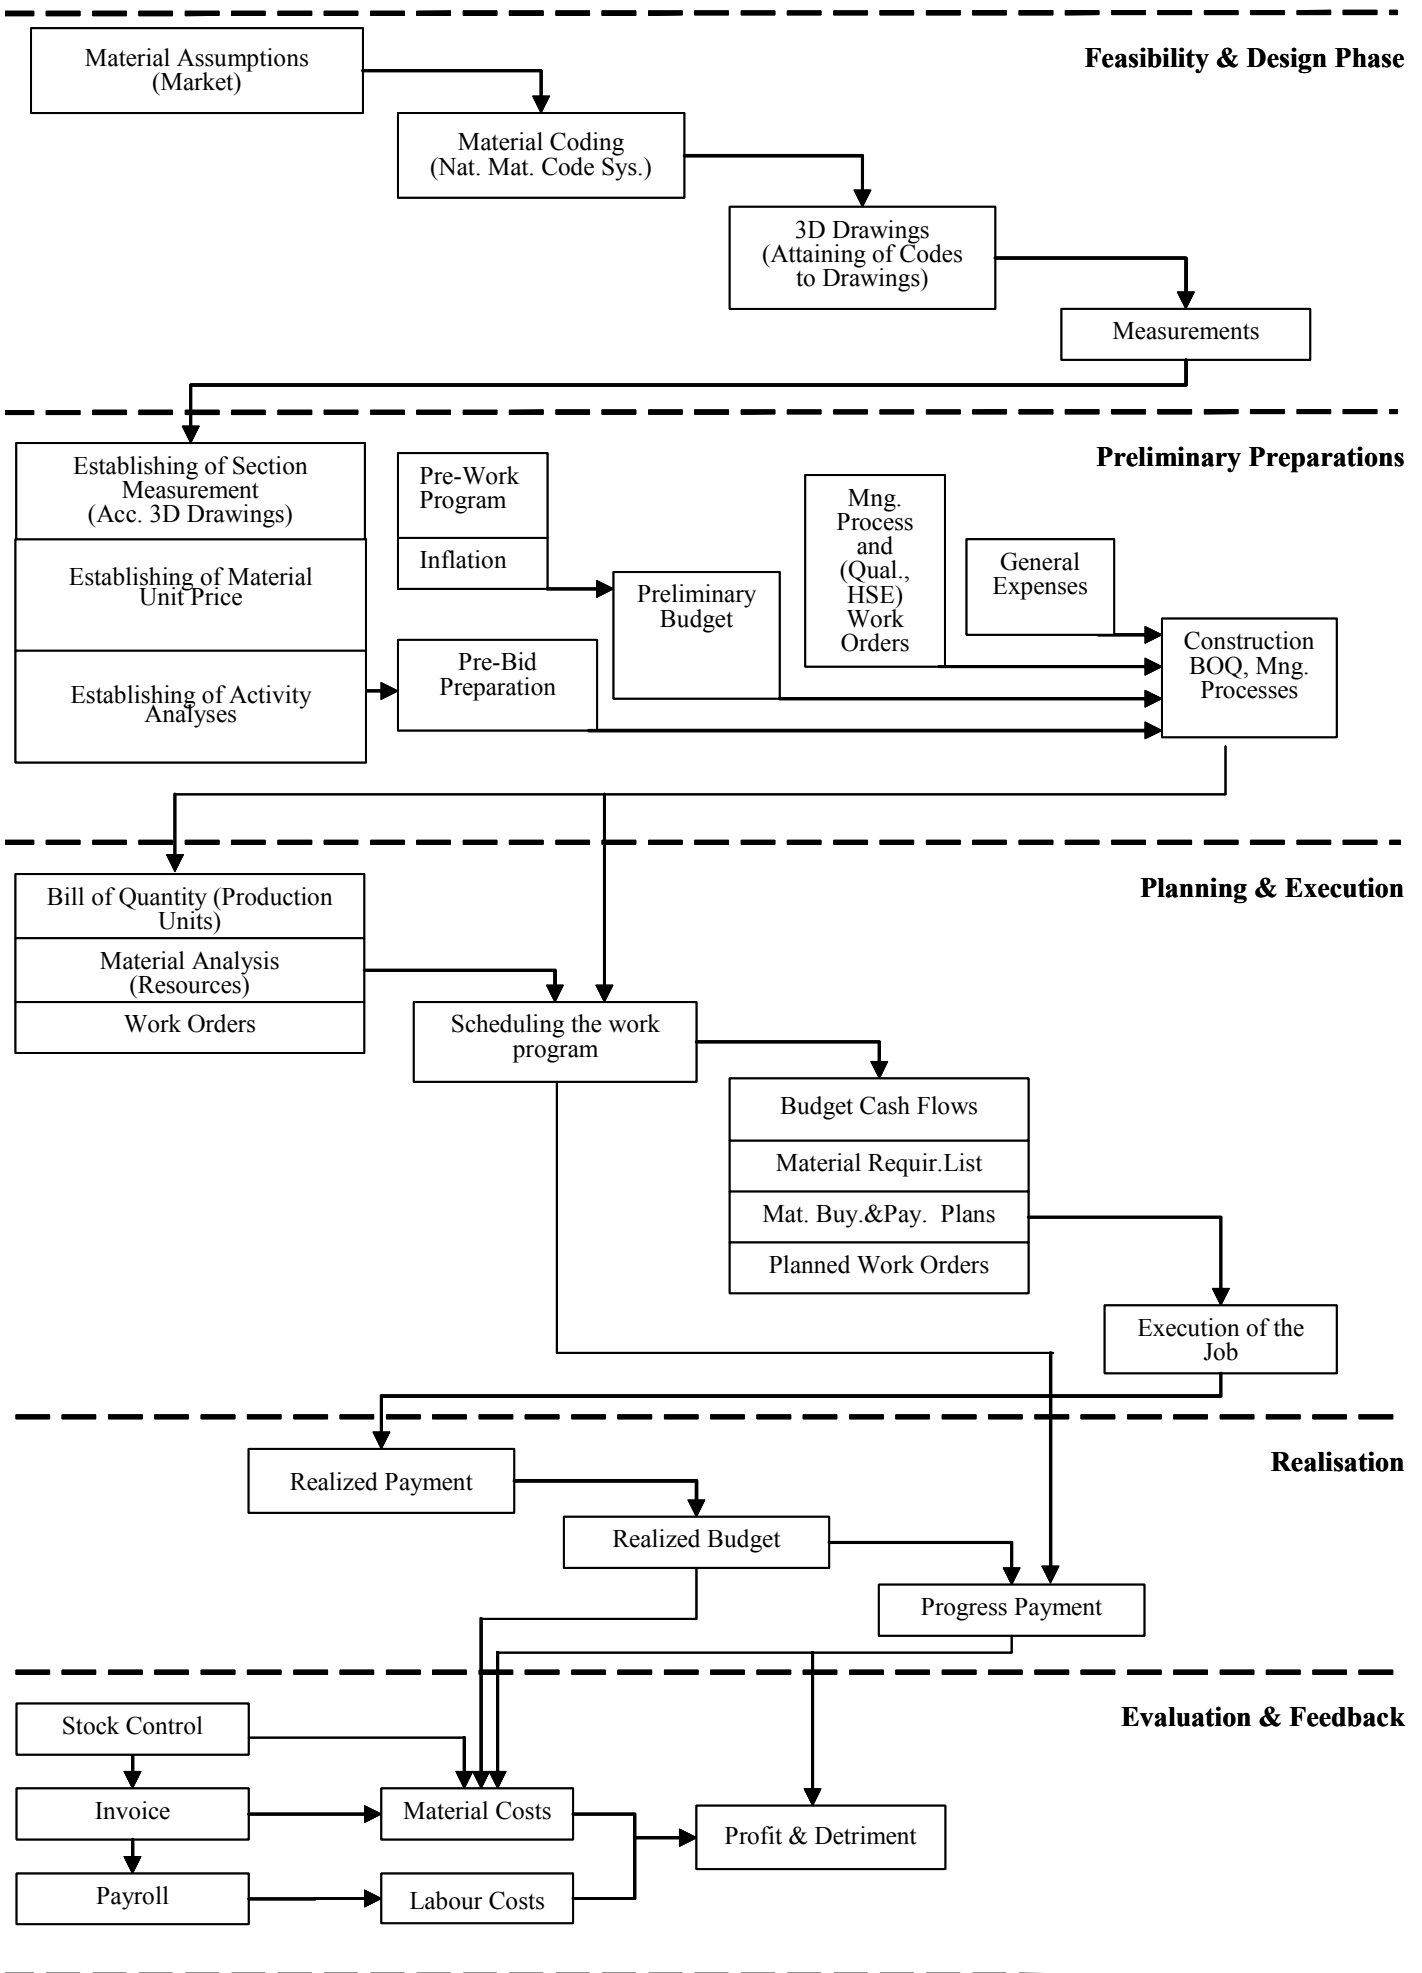 Feasibility & Design Phase
Material Assumptions
(Market)
Material Coding
(Nat. Mat. Code Sys.)
3D Drawings
(Attaining of Codes
to Drawings)
Measurements
Preliminary Preparations
Establishing of Section
Measurement
(Acc. 3D Drawings)
Establishing of Material
Unit Price
Establishing of Activity
Analyses
Pre-Work
Program
Inflation
Pre-Bid
Preparation
Preliminary
Budget
Mng.
Process
and
(Qual.,
HSE)
Work
Orders
General
Expenses
Construction
BOQ, Mng.
Processes
Planning & Execution
Bill of Quantity (Production
Units)
Material Analysis
(Resources)
Work Orders
Scheduling the work
program
Budget Cash Flows
Material Requir.List
Mat. Buy.&Pay.  Plans
Planned Work Orders
Execution of the
Job
Realisation
Realized Payment
Realized Budget
Progress Payment
Evaluation & Feedback
Stock Control
Invoice
Payroll
Material Costs
Labour Costs
Profit & Detriment